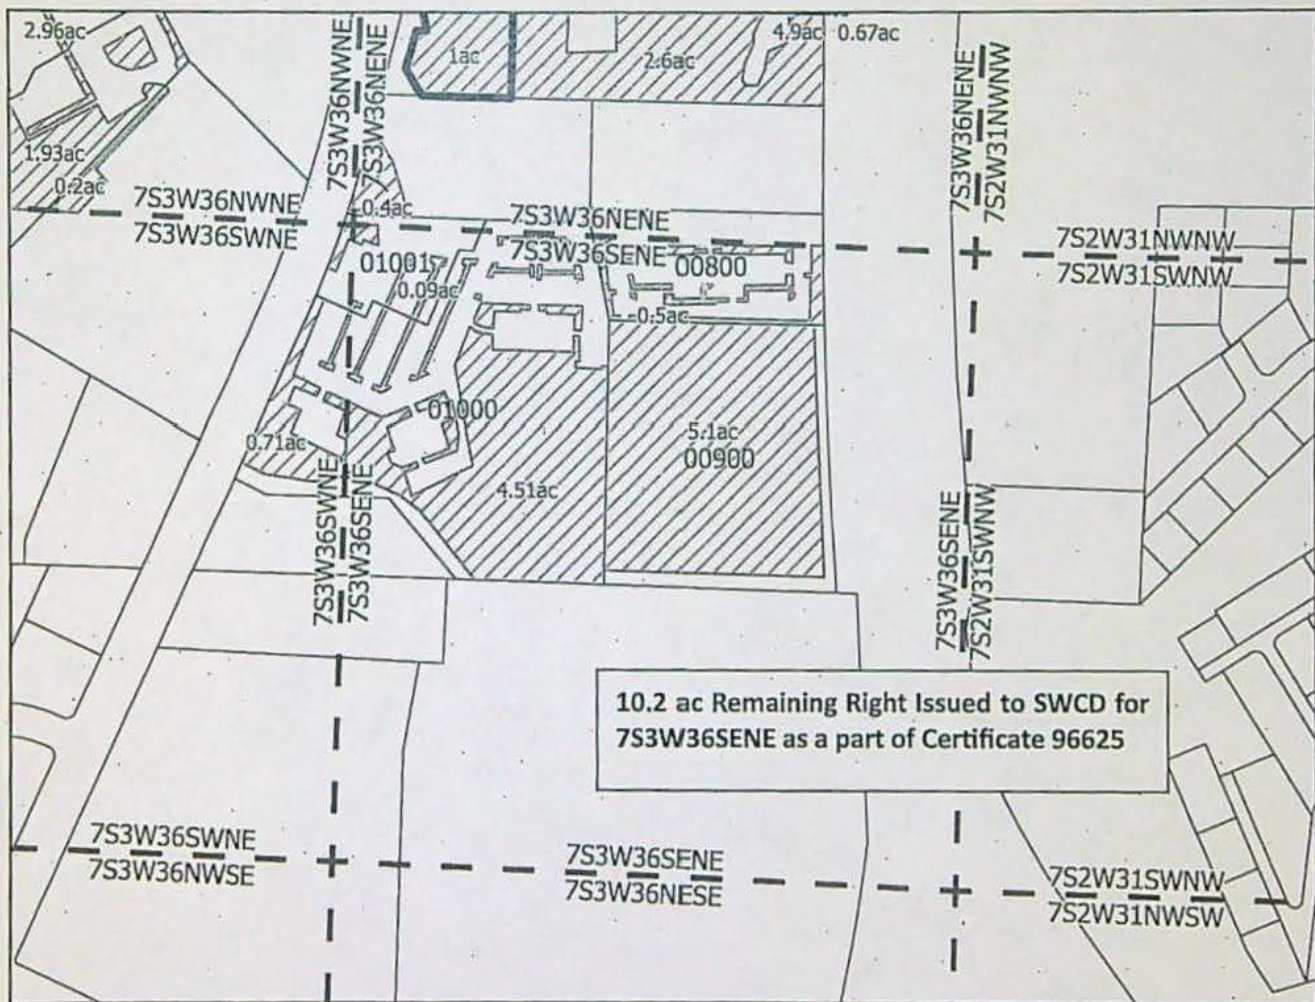 2.96ac
1ac
2.6ac
4.9ac
0.67ac
7S3W36NWNE
7S3W36NENE
7S3W36NENE
7S2W31NWNW
1.93ac
0.2ac
7S3W36NWNE
7S3W36SWNE
0.4ac
7S3W36NENE
7S3W36SENE
7S2W31NWNW
7S2W31SWNW
01001
0.09ac
00800
0.5ac
01000
0.71ac
4.51ac
5.1ac
00900
7S3W36SWNE
7S3W36SENE
7S3W36SENE
7S2W31SWNW
10.2 ac Remaining Right Issued to SWCD for
7S3W36SENE as a part of Certificate 96625
7S3W36SWNE
7S3W36NWSE
7S3W36SENE
7S3W36NESE
7S2W31SWNW
7S2W31NWSW